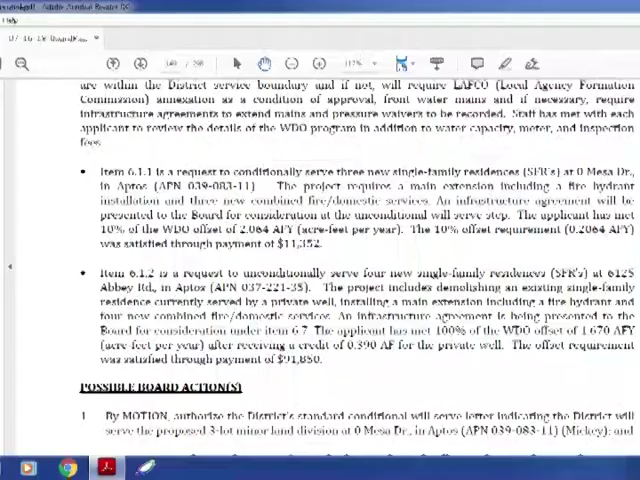 Adobe Acrobat Reader DC
Help
149 / 298
117%
are within the District service boundary and if not, will require LAFCO (Local Agency Formation
Commission) annexation as a condition of approval, front water mains and if necessary, require
infrastructure agreements to extend mains and pressure waivers to be recorded. Staff has met with each
applicant to review the details of the WDO program in addition to water capacity, meter, and inspection
fees.
• Item 6.1.1 is a request to conditionally serve three new single-family residences (SFR's) at 0 Mesa Dr.,
in Aptos (APN 039-083-11) The project requires a main extension including a fire hydrant
installation and three new combined fire/domestic services. An infrastructure agreement will be
presented to the Board for consideration at the unconditional will serve step. The applicant has met
10% of the WDO offset of 2.064 AFY (acre-feet per year). The 10% offset requirement (0.2064 AFY)
was satisfied through payment of $11,352.
• Item 6.1.2 is a request to unconditionally serve four new single-family residences (SFR's) at 6125
Abbey Rd., in Aptos (APN 037-221-35). The project includes demolishing an existing single-family
residence currently served by a private well, installing a main extension including a fire hydrant and
four new combined fire/domestic services. An infrastructure agreement is being presented to the
Board for consideration under item 6.7. The applicant has met 100% of the WDO offset of 1.670 AFY
(acre-feet per year) after receiving a credit of 0.390 AF for the private well. The offset requirement
was satisfied through payment of $91,850.
POSSIBLE BOARD ACTION(S)
1 By MOTION, authorize the District's standard conditional will serve letter indicating the District will
serve the proposed 3-lot minor land division at 0 Mesa Dr., in Aptos (APN 039-083-11) (Mickey); and